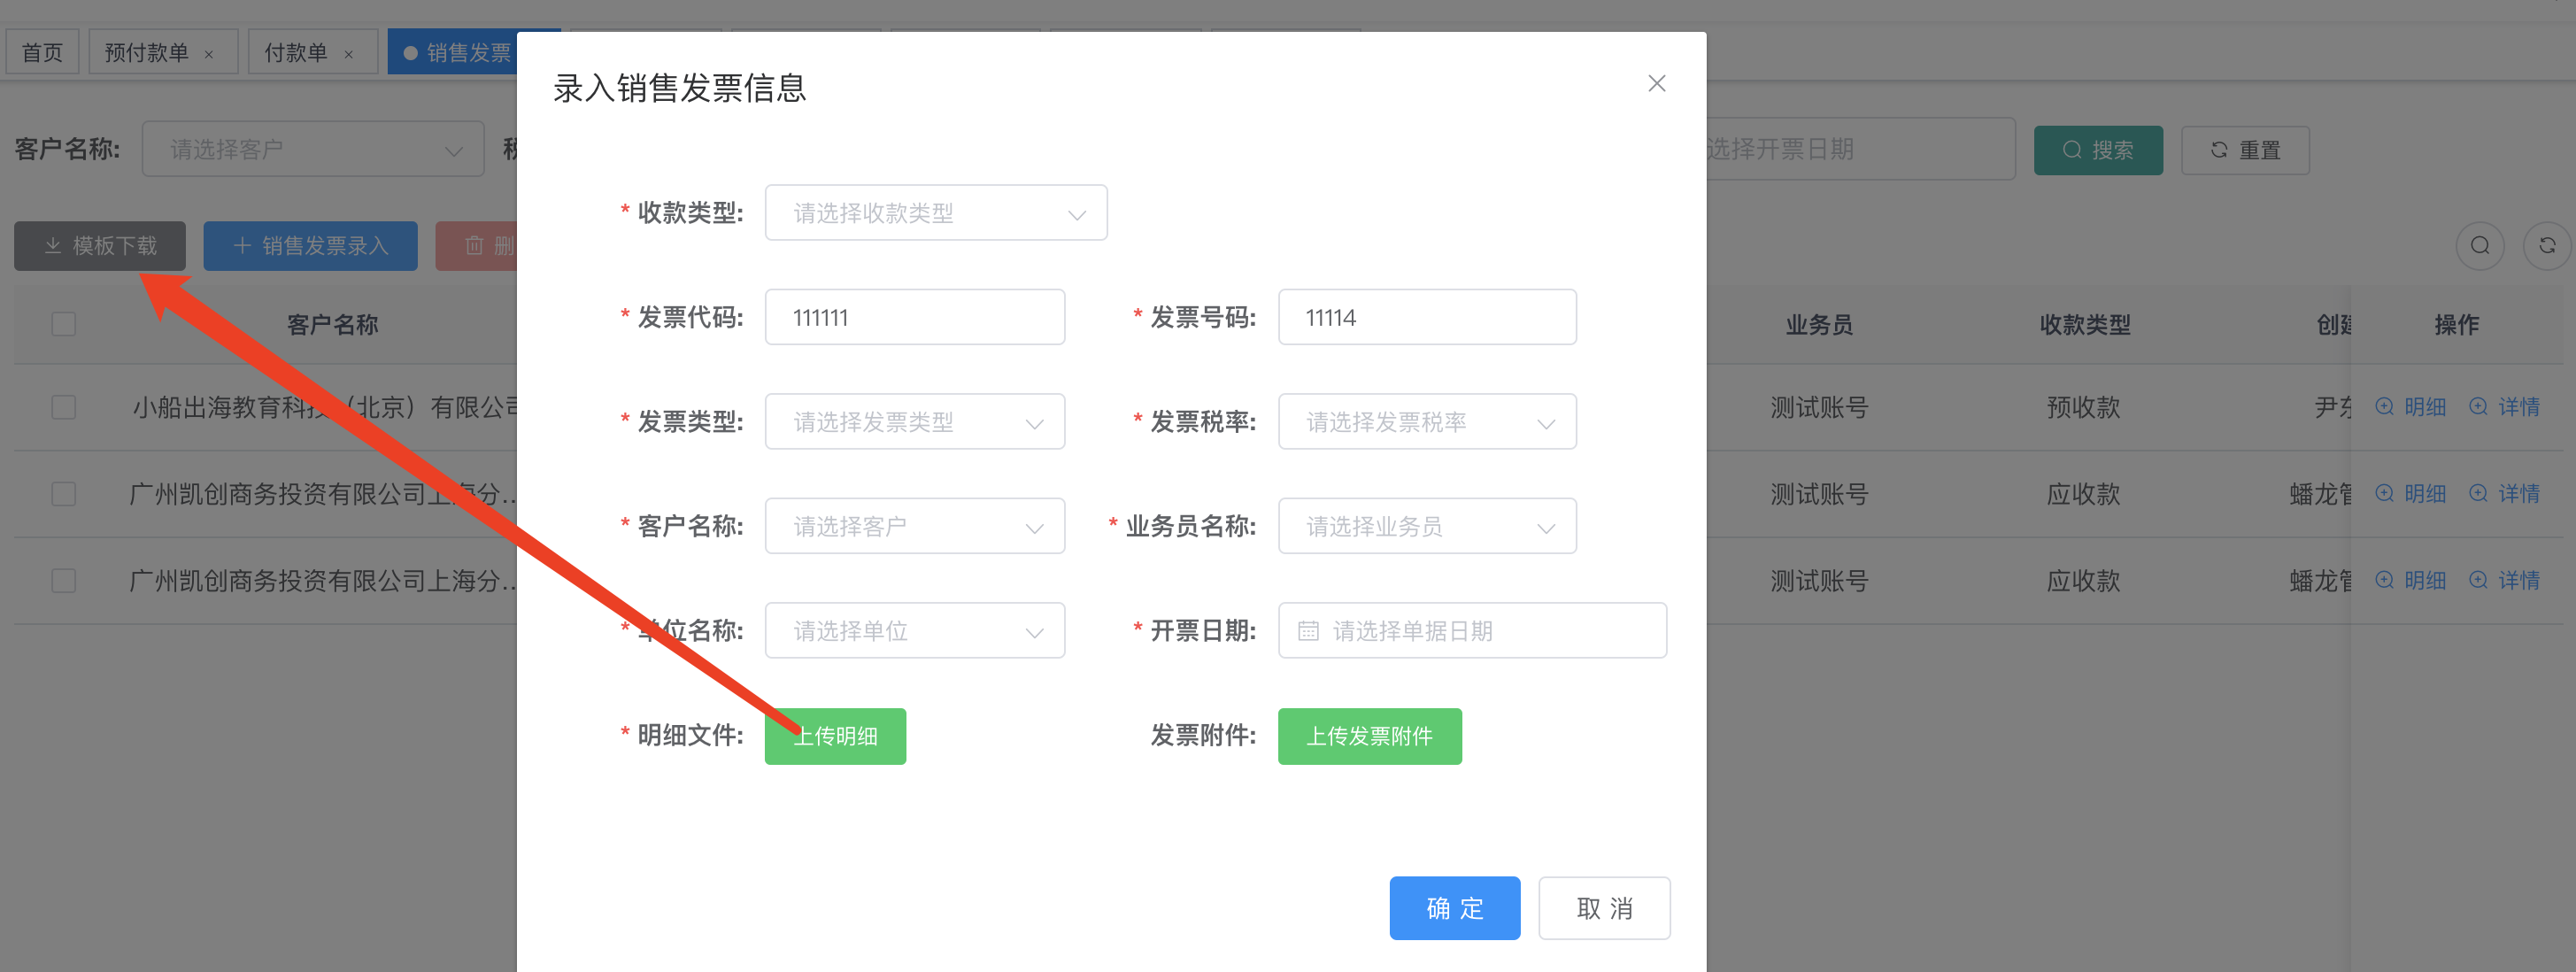 首页 预付款单 × 付款单 × 销售发票
录入销售发票信息
客户名称: 请选择客户
选择开票日期 搜索 重置
* 收款类型: 请选择收款类型
模板下载 销售发票录入
* 发票代码: 111111 * 发票号码: 11114
客户名称 业务员 收款类型 操作
* 发票类型: 请选择发票类型 * 发票税率: 请选择发票税率
小船出海教育科技(北京)有限公司 测试账号 预收款 明细 详情
广州凯创商务投资有限公司上海分... 测试账号 应收款 明细 详情
* 客户名称: 请选择客户 * 业务员名称: 请选择业务员
广州凯创商务投资有限公司上海分... 测试账号 应收款 明细 详情
* 单位名称: 请选择单位 * 开票日期: 请选择单据日期
* 明细文件: 上传明细 发票附件: 上传发票附件
确 定 取 消